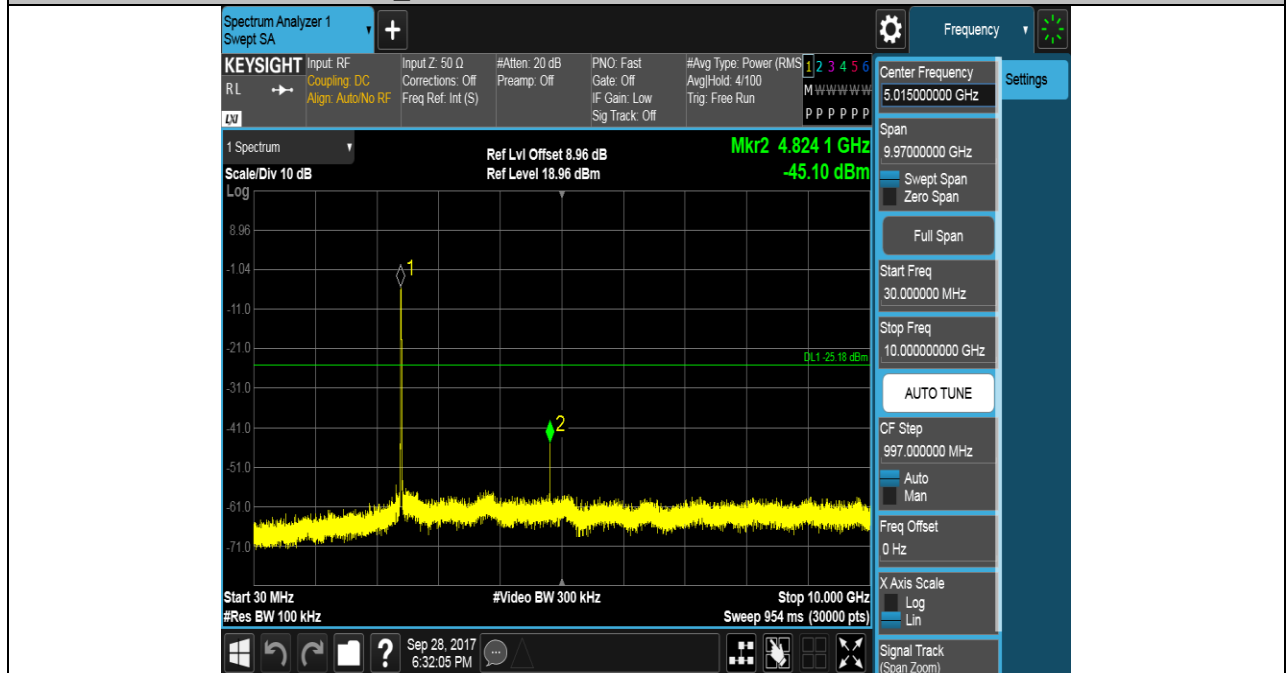 Spectrum Analyzer 1
Swept SA
+
Frequency
KEYSIGHT
RL
LXI
Input: RF
Coupling: DC
Align: Auto/No RF
Input Z: 50 Ω
Corrections: Off
Freq Ref: Int (S)
#Atten: 20 dB
Preamp: Off
PNO: Fast
Gate: Off
IF Gain: Low
Sig Track: Off
#Avg Type: Power (RMS
Avg|Hold: 4/100
Trig: Free Run
1 2 3 4 5 6
M W W W W W
P P P P P P
1 Spectrum
Scale/Div 10 dB
Log
Ref Lvl Offset 8.96 dB
Ref Level 18.96 dBm
Mkr2 4.824 1 GHz
-45.10 dBm
8.96
-1.04
-11.0
-21.0
-31.0
-41.0
-51.0
-61.0
-71.0
1
2
DL1 -25.18 dBm
Start 30 MHz
#Res BW 100 kHz
#Video BW 300 kHz
Stop 10.000 GHz
Sweep 954 ms (30000 pts)
?
Sep 28, 2017
6:32:05 PM
Center Frequency
5.015000000 GHz
Span
9.97000000 GHz
Swept Span
Zero Span
Full Span
Start Freq
30.000000 MHz
Stop Freq
10.000000000 GHz
AUTO TUNE
CF Step
997.000000 MHz
Auto
Man
Freq Offset
0 Hz
X Axis Scale
Log
Lin
Signal Track
(Span Zoom)
Settings